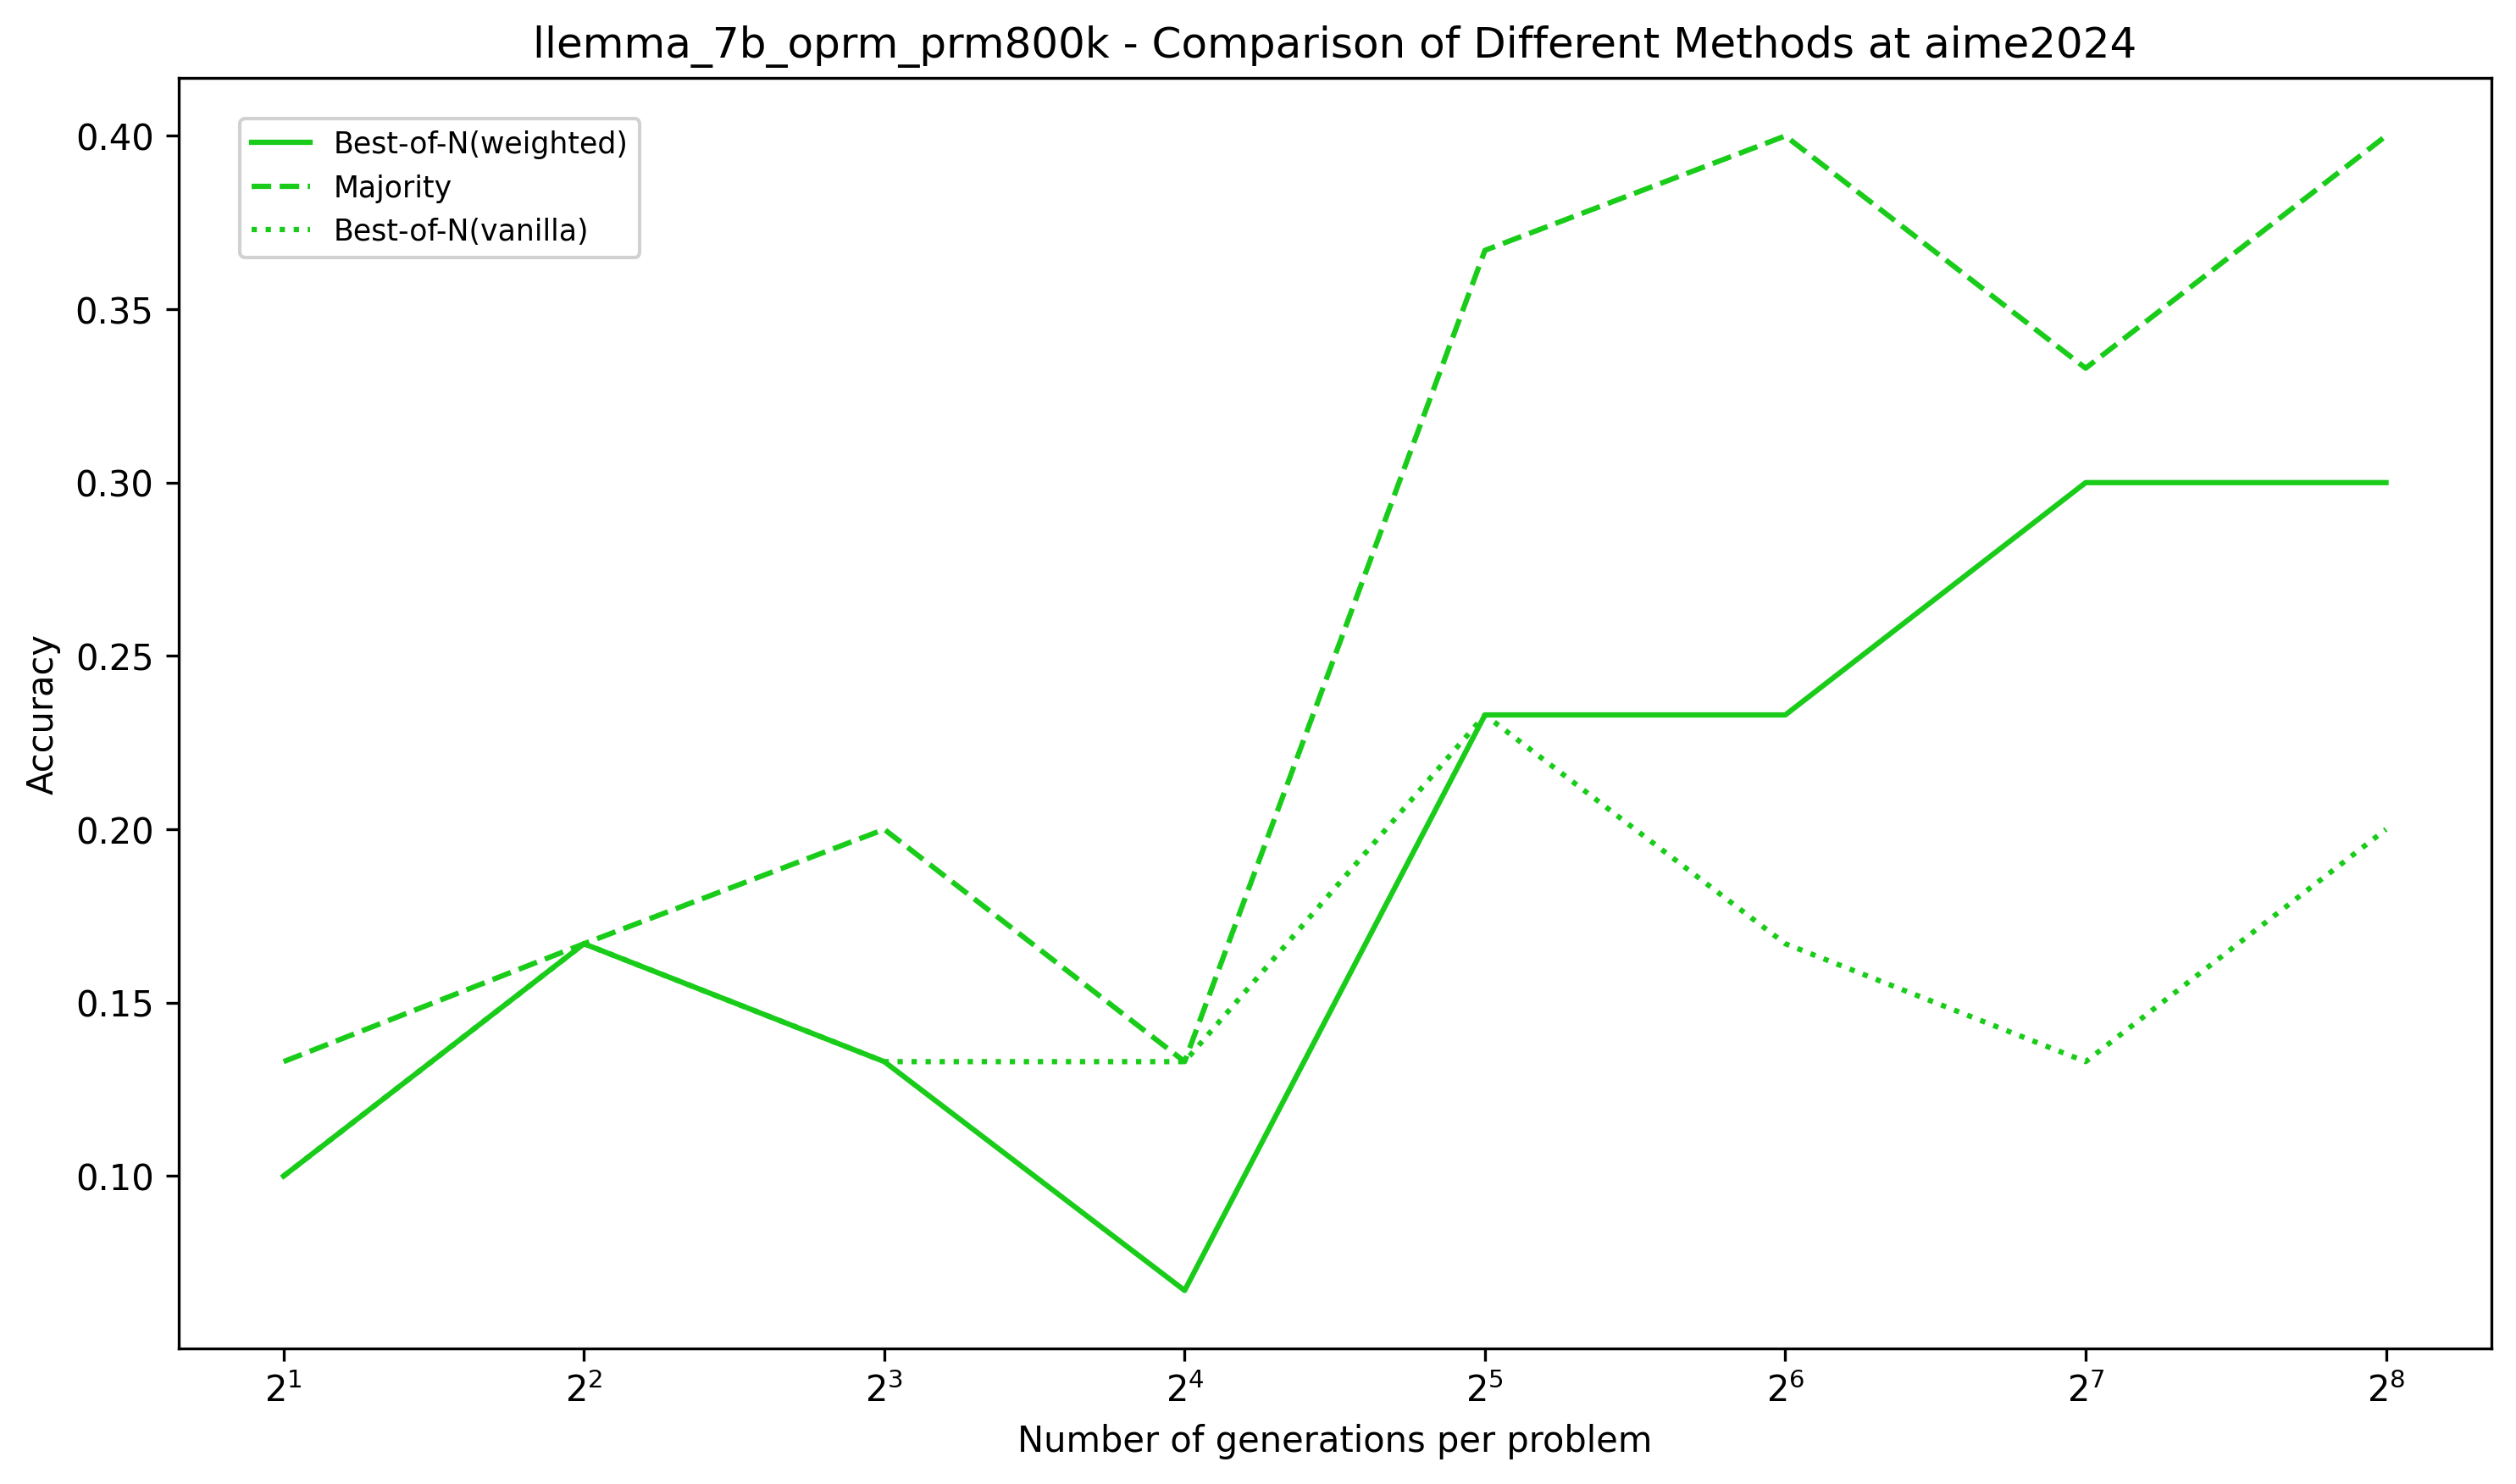 llemma_7b_oprm_prm800k - Comparison of Different Methods at aime2024
Best-of-N(weighted)
Majority
Best-of-N(vanilla)
0.40
0.35
0.30
0.25
0.20
0.15
0.10
Accuracy
2¹ 2² 2³ 2⁴ 2⁵ 2⁶ 2⁷ 2⁸
Number of generations per problem